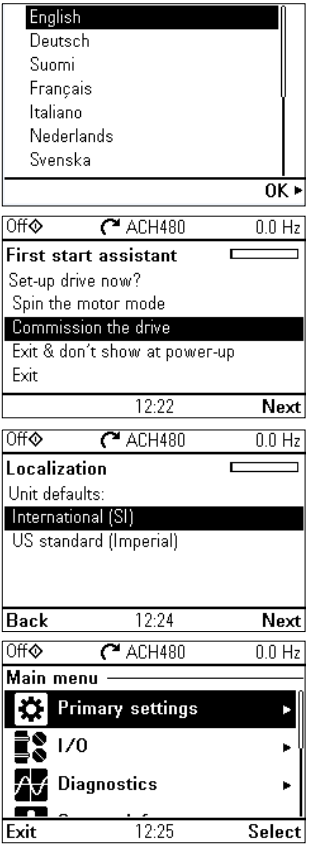 English
Deutsch
Suomi
Français
Italiano
Nederlands
Svenska
OK
Off ACH480 0.0 Hz
First start assistant
Set-up drive now?
Spin the motor mode
Commission the drive
Exit & don't show at power-up
Exit
12:22 Next
Off ACH480 0.0 Hz
Localization
Unit defaults:
International (SI)
US standard (Imperial)
Back 12:24 Next
Off ACH480 0.0 Hz
Main menu
Primary settings
I/O
Diagnostics
Exit 12:25 Select